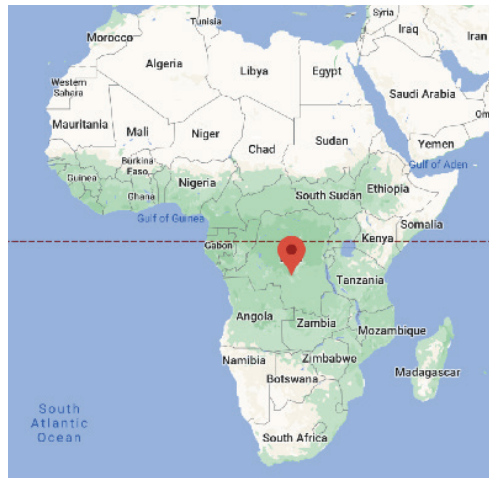 Syria
Tunisia
Morocco
Iraq
Iran
Algeria
Libya
Egypt
Western
Sahara
Saudi Arabia
Om
Mauritania
Mali
Niger
Chad
Sudan
Yemen
Gulf of Aden
Burkina
Faso
Guinea
Nigeria
Ethiopia
Ghana
South Sudan
Gulf of Guinea
Somalia
Kenya
Gabon
Tanzania
Angola
Zambia
Mozambique
Namibia
Zimbabwe
Botswana
Madagascar
South
Atlantic
Ocean
South Africa